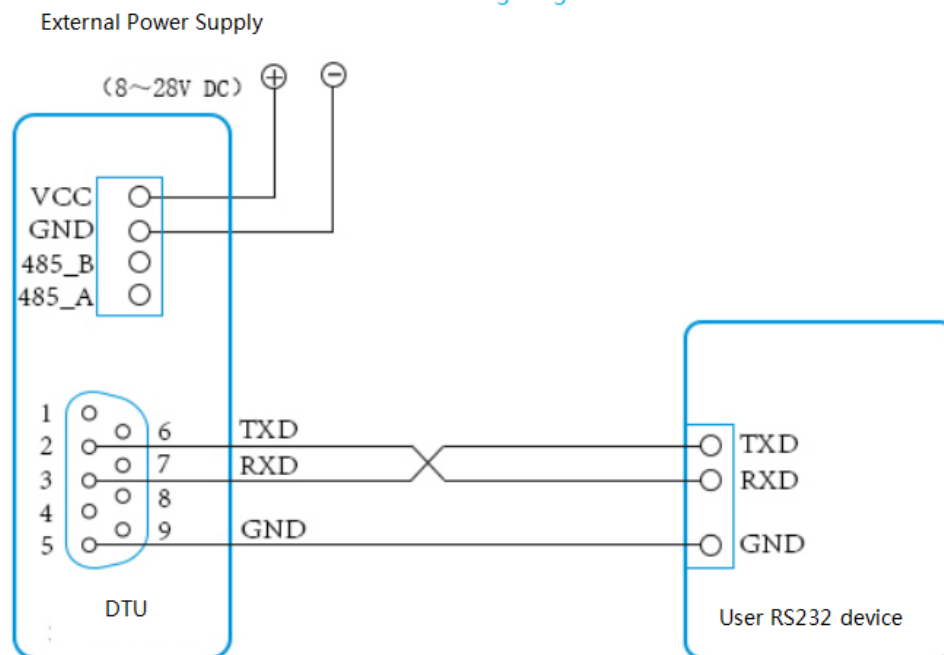 External Power Supply
(8～28V DC)
VCC
GND
485_B
485_A
1
6
2
7
3
8
4
9
5
TXD
RXD
GND
TXD
RXD
GND
DTU
User RS232 device